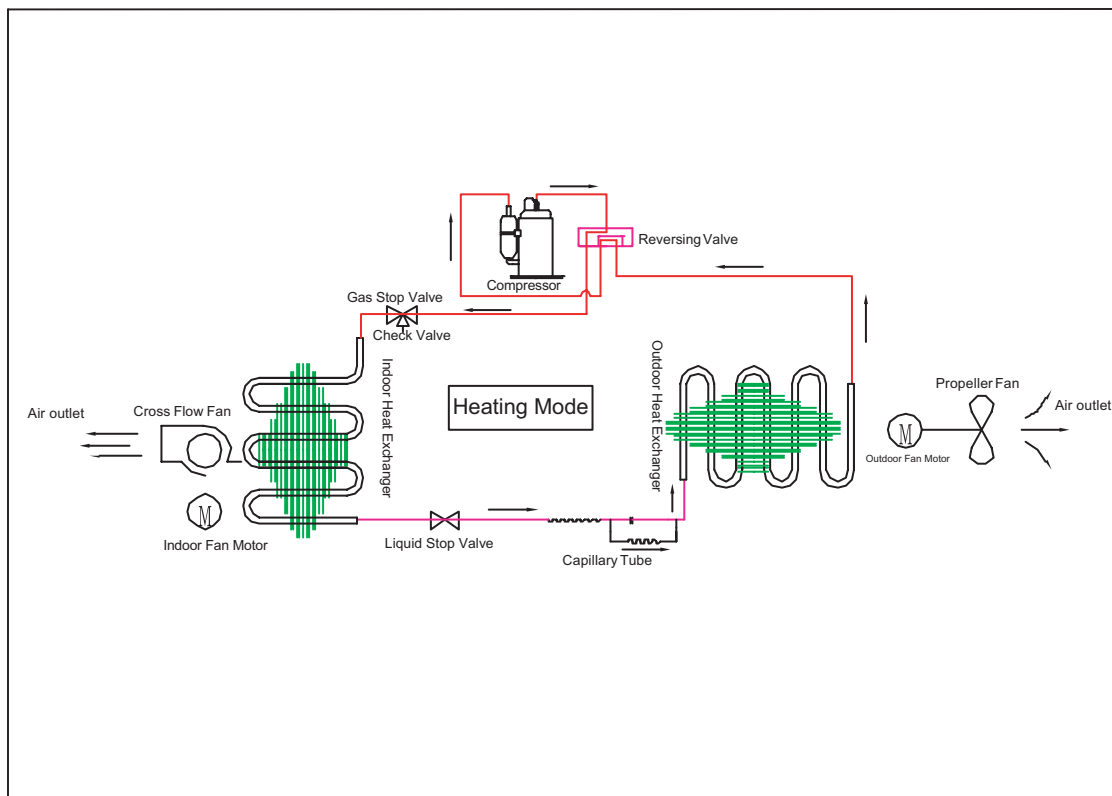 Reversing Valve
Compressor
Gas Stop Valve
Check Valve
Indoor Heat Exchanger
Outdoor Heat Exchanger
Heating Mode
Propeller Fan
Air outlet
Air outlet
Cross Flow Fan
M
Outdoor Fan Motor
M
Indoor Fan Motor
Liquid Stop Valve
Capillary Tube